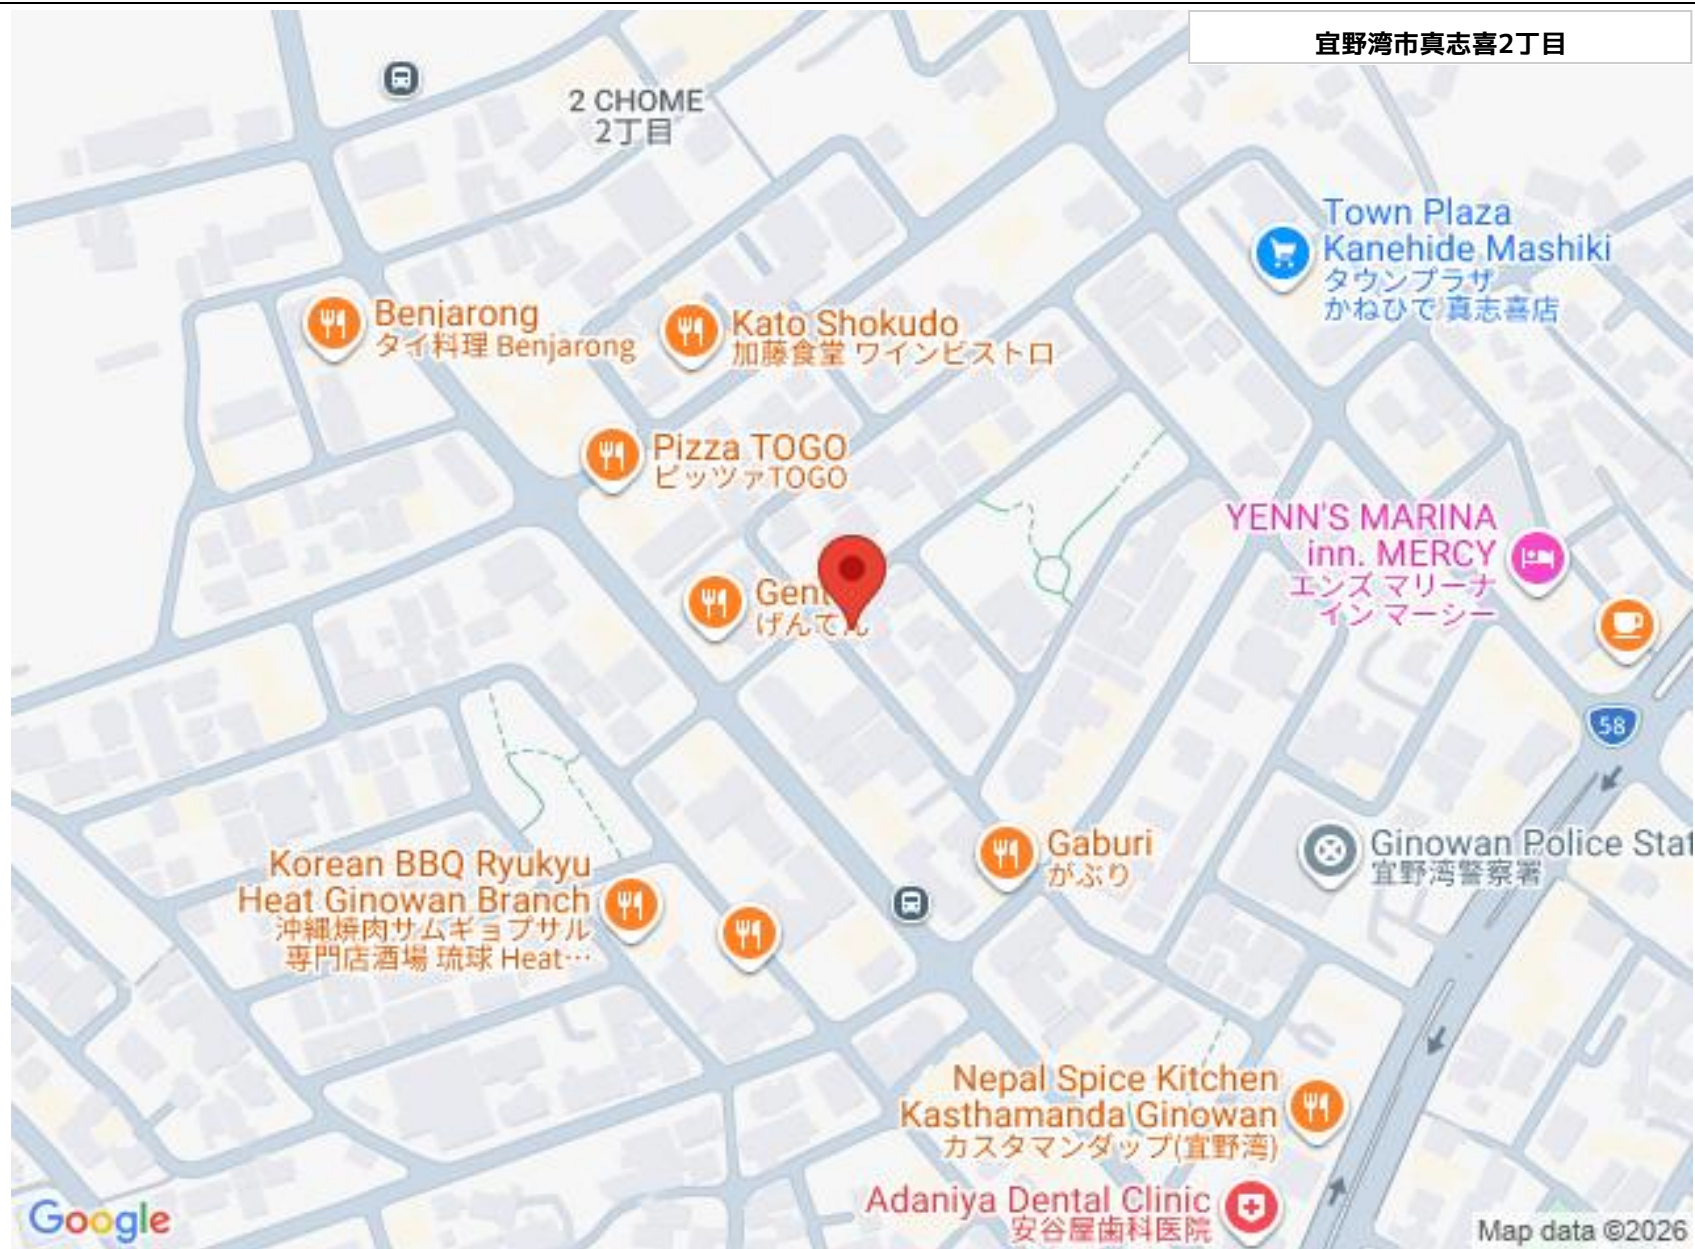 宜野湾市真志喜2丁目
2 CHOME
2丁目
Town Plaza
Kanehide Mashiki
タウンプラザ
かねひで 真志喜店
Benjarong
タイ料理 Benjarong
Kato Shokudo
加藤食堂 ワインビストロ
Pizza TOGO
ピッツァTOGO
YENN'S MARINA
inn. MERCY
エンズ マリーナ
イン マーシー
げんてん
58
Gaburi
がぶり
Ginowan Police Stat
宜野湾警察署
Korean BBQ Ryukyu
Heat Ginowan Branch
沖縄焼肉サムギョプサル
専門店酒場 琉球 Heat…
Nepal Spice Kitchen
Kasthamanda Ginowan
カスタマンダップ(宜野湾)
Adaniya Dental Clinic
安谷屋歯科医院
Google
Map data ©2026